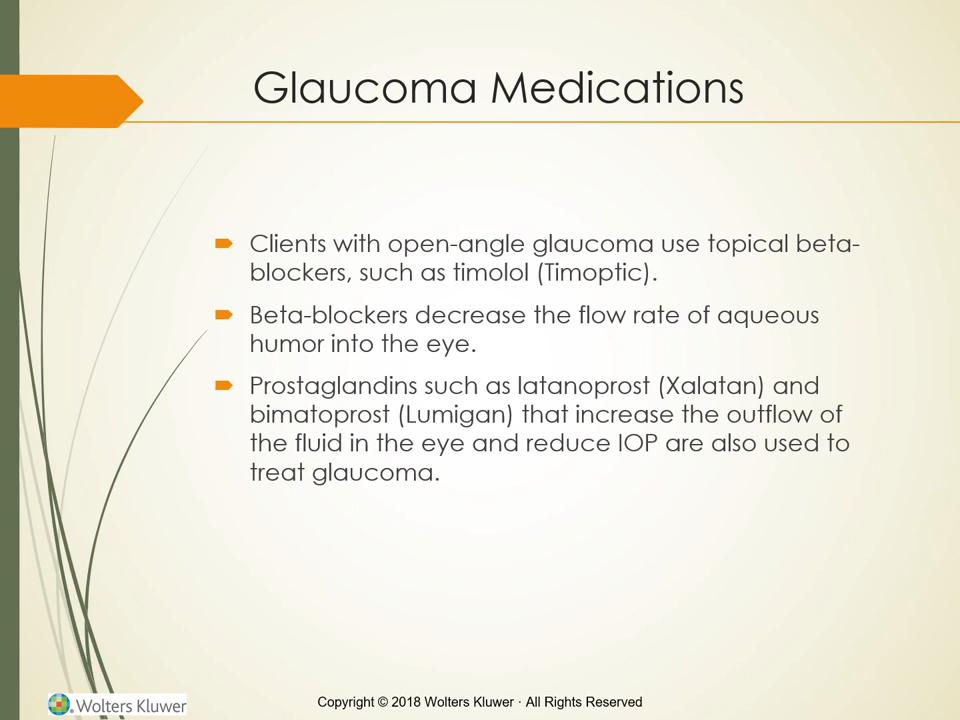 Glaucoma Medications
Clients with open-angle glaucoma use topical beta-
blockers, such as timolol (Timoptic).
Beta-blockers decrease the flow rate of aqueous
humor into the eye.
Prostaglandins such as latanoprost (Xalatan) and
bimatoprost (Lumigan) that increase the outflow of
the fluid in the eye and reduce IOP are also used to
treat glaucoma.
Wolters Kluwer
Copyright © 2018 Wolters Kluwer · All Rights Reserved